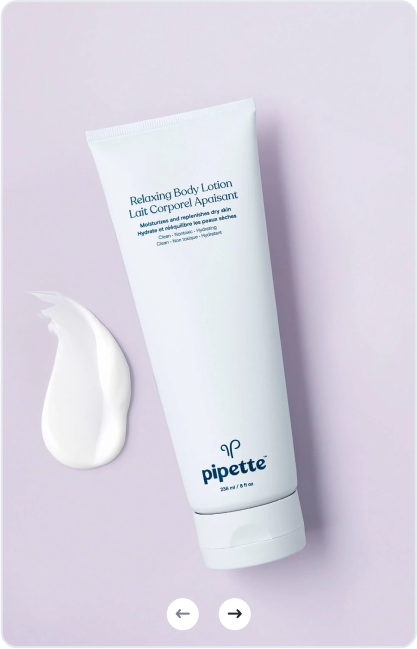 Relaxing Body Lotion
Lait Corporel Apaisant
Moisturizes and replenishes dry skin
Hydrate et rééquilibre les peaux sèches
Clean • Nontoxic • Hydrating
Clean • Non toxique • Hydratant
pipette™
236 ml / 8 fl oz